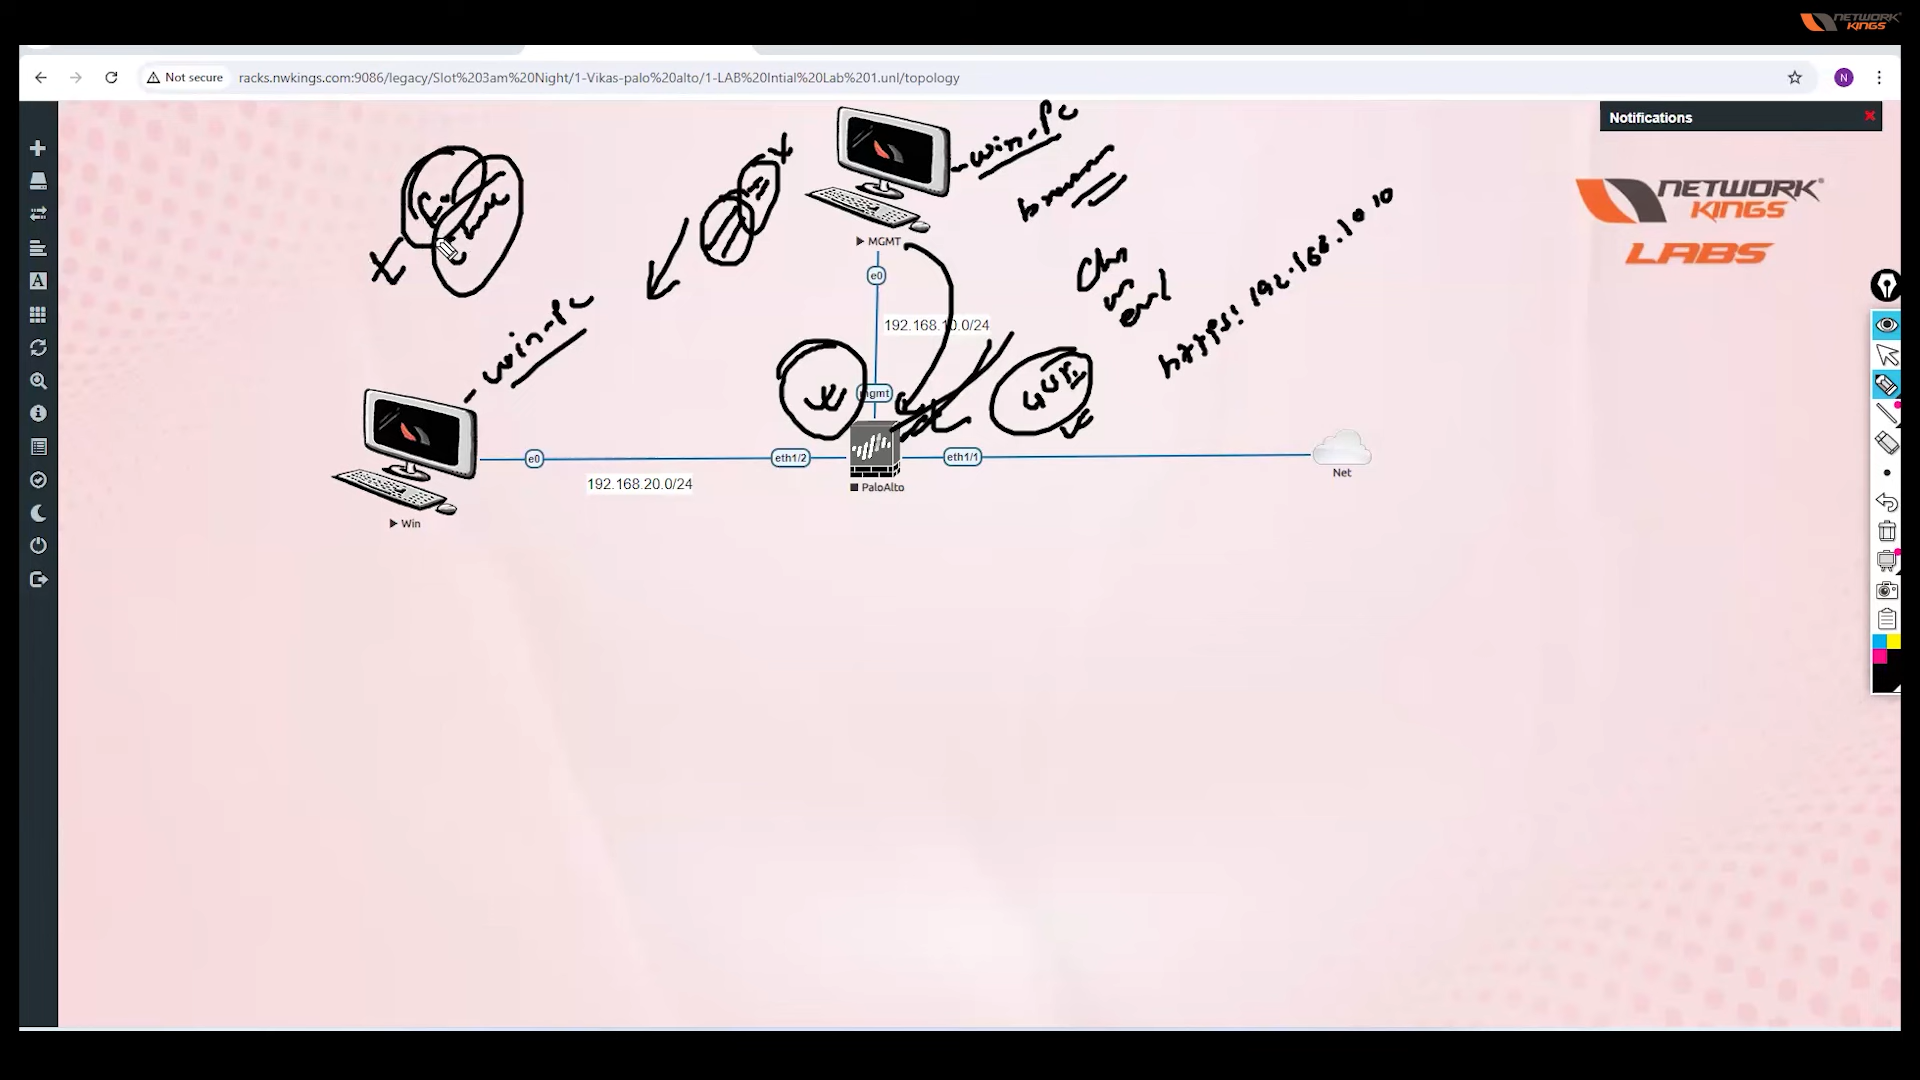 NETWORK
KINGS
Not secure
racks.nwkings.com:9086/legacy/Slot%203am%20Night/1-Vikas-palo%20alto/1-LAB%20Intial%20Lab%201.unl/topology
N
Notifications
NETWORK
KINGS
LABS
win-PC
MGMT
e0
192.168.10.0/24
https: 192.168.10 10
win-PC
mgmt
GUI
e0
eth1/2
eth1/1
Net
192.168.20.0/24
PaloAlto
Win